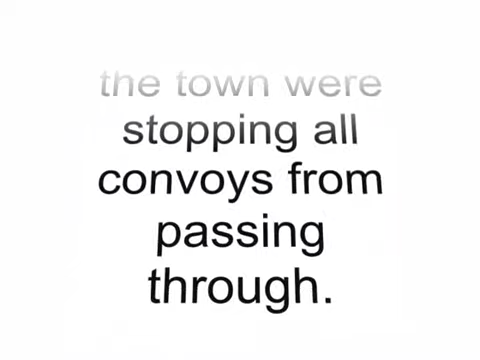 the town were
stopping all
convoys from
passing
through.